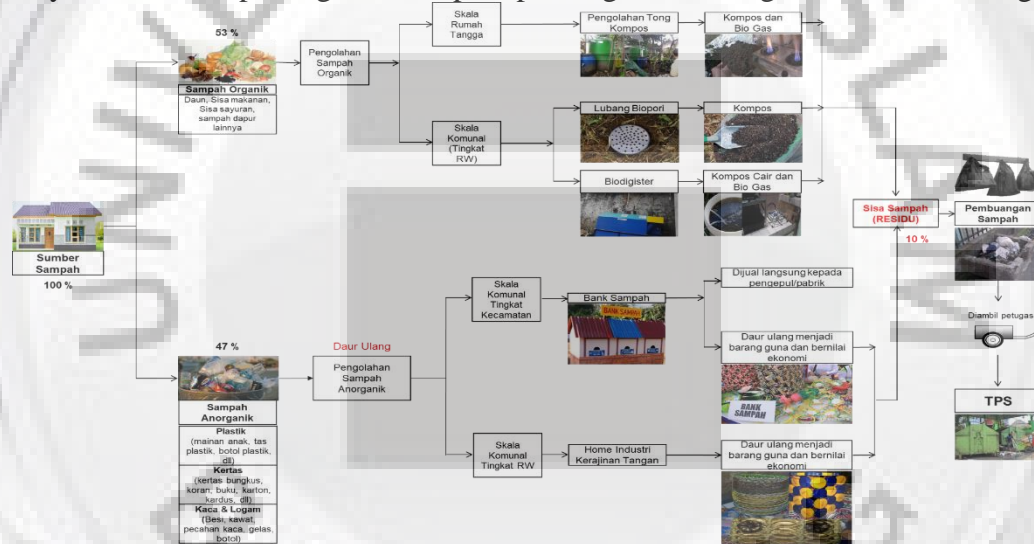 53 %
Sampah Organik
Daun, Sisa makanan,
Sisa sayuran,
sampah dapur
lainnya
Pengolahan
Sampah
Organik
Skala
Rumah
Tangga
Pengolahan Tong
Kompos
Kompos dan
Bio Gas
Skala
Komunal
(Tingkat
RW)
Lubang Biopori
Kompos
Biodigister
Kompos Cair dan
Bio Gas
Sumber
Sampah
100 %
Sisa Sampah
(RESIDU)
10 %
Pembuangan
Sampah
Diambil petugas
TPS
47 %
Sampah
Anorganik
Plastik
(mainan anak, tas
plastik, botol plastik,
dll)
Kertas
(kertas bungkus,
koran, buku, karton,
kardus, dll)
Kaca & Logam
(Besi, kawat,
pecahan kaca, gelas,
botol)
Daur Ulang
Pengolahan
Sampah
Anorganik
Skala
Komunal
Tingkat
Kecamatan
Bank Sampah
BANK SAMPAH
Dijual langsung kepada
pengepul/pabrik
Daur ulang menjadi
barang guna dan bernilai
ekonomi
BANK
SAMPAH
Skala
Komunal
Tingkat RW
Home Industri
Kerajinan Tangan
Daur ulang menjadi
barang guna dan bernilai
ekonomi